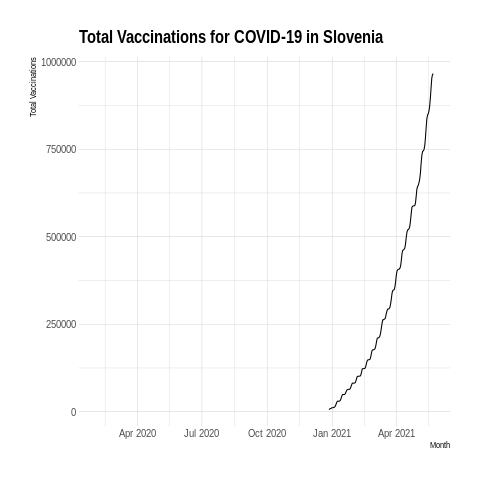 Total Vaccinations for COVID-19 in Slovenia
Total Vaccinations
1000000
750000
500000
250000
0
Apr 2020
Jul 2020
Oct 2020
Jan 2021
Apr 2021
Month